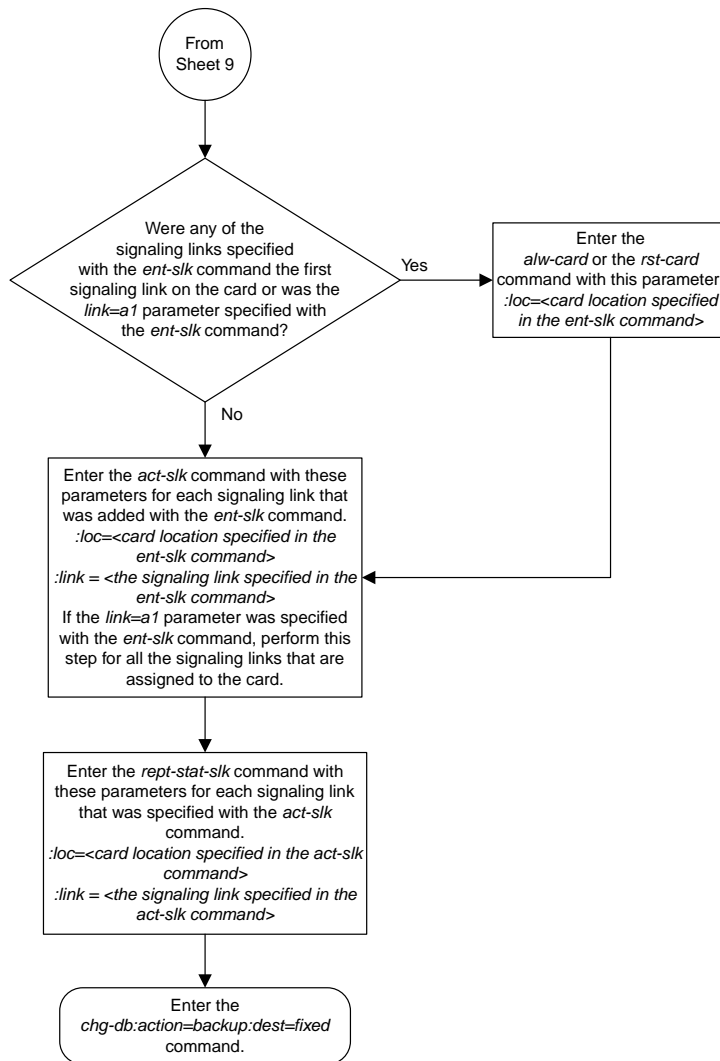 From
Sheet 9
Were any of the
signaling links specified
with the ent-slk command the first
signaling link on the card or was the
link=a1 parameter specified with
the ent-slk command?
Yes
Enter the
alw-card or the rst-card
command with this parameter
:loc=<card location specified
in the ent-slk command>
No
Enter the act-slk command with these
parameters for each signaling link that
was added with the ent-slk command.
:loc=<card location specified in the
ent-slk command>
:link = <the signaling link specified in the
ent-slk command>
If the link=a1 parameter was specified
with the ent-slk command, perform this
step for all the signaling links that are
assigned to the card.
Enter the rept-stat-slk command with
these parameters for each signaling link
that was specified with the act-slk
command.
:loc=<card location specified in the act-slk
command>
:link = <the signaling link specified in the
act-slk command>
Enter the
chg-db:action=backup:dest=fixed
command.